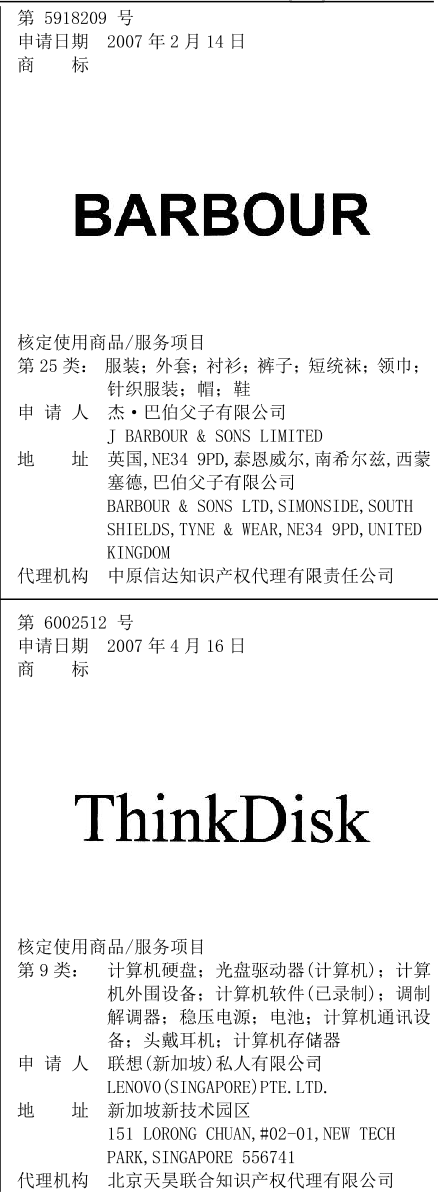 第 5918209 号
申请日期 2007 年 2 月 14 日
商 标
BARBOUR
核定使用商品/服务项目
第 25 类： 服装；外套；衬衫；裤子；短统袜；领巾；
针织服装；帽；鞋
申 请 人 杰·巴伯父子有限公司
J BARBOUR & SONS LIMITED
地 址 英国,NE34 9PD,泰恩威尔,南希尔兹,西蒙
塞德,巴伯父子有限公司
BARBOUR & SONS LTD,SIMONSIDE,SOUTH
SHIELDS,TYNE & WEAR,NE34 9PD,UNITED
KINGDOM
代理机构 中原信达知识产权代理有限责任公司
第 6002512 号
申请日期 2007 年 4 月 16 日
商 标
ThinkDisk
核定使用商品/服务项目
第 9 类： 计算机硬盘；光盘驱动器(计算机)；计算
机外围设备；计算机软件(已录制)；调制
解调器；稳压电源；电池；计算机通讯设
备；头戴耳机；计算机存储器
申 请 人 联想(新加坡)私人有限公司
LENOVO(SINGAPORE)PTE.LTD.
地 址 新加坡新技术园区
151 LORONG CHUAN,#02-01,NEW TECH
PARK,SINGAPORE 556741
代理机构 北京天昊联合知识产权代理有限公司